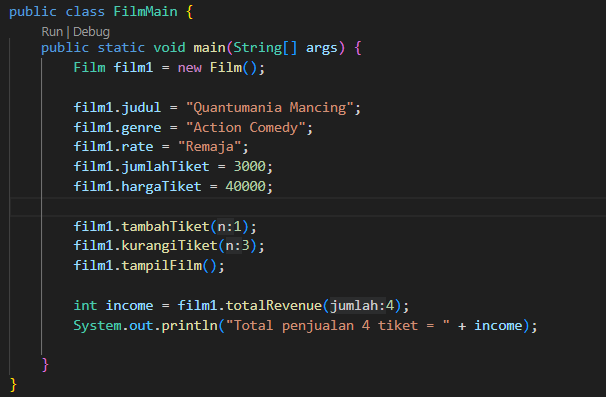 public class FilmMain {
Run | Debug
public static void main(String[] args) {
Film film1 = new Film();
film1.judul = "Quantumania Mancing";
film1.genre = "Action Comedy";
film1.rate = "Remaja";
film1.jumlahTiket = 3000;
film1.hargaTiket = 40000;
film1.tambahTiket(n:1);
film1.kurangiTiket(n:3);
film1.tampilFilm();
int income = film1.totalRevenue(jumlah:4);
System.out.println("Total penjualan 4 tiket = " + income);
}
}